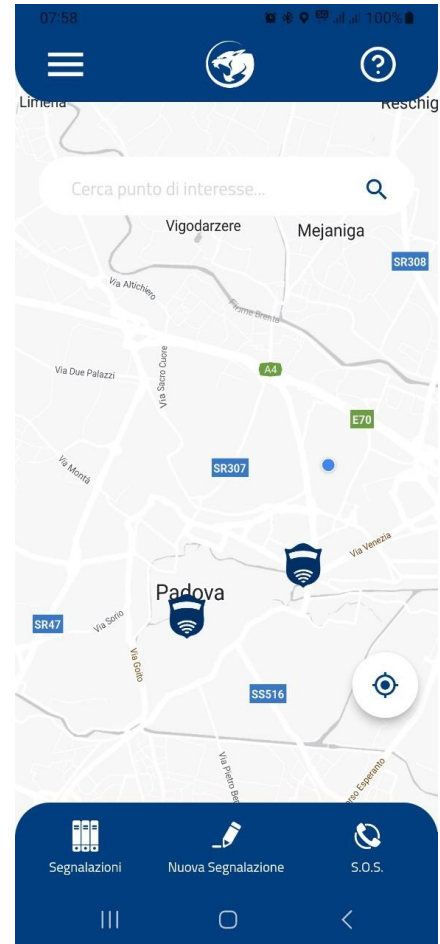 07:58
100%
Limena
Reschig
Cerca punto di interesse...
Vigodarzere
Mejaniga
SR308
Via Altichiero
Fiume Brenta
Via Sacro Cuore
A4
Via Due Palazzi
E70
SR307
Via Montà
Via Venezia
Padova
SR47
Via Sorio
Via Goito
SS516
Via Pietro Ber
rso Esperanto
Segnalazioni
Nuova Segnalazione
S.O.S.